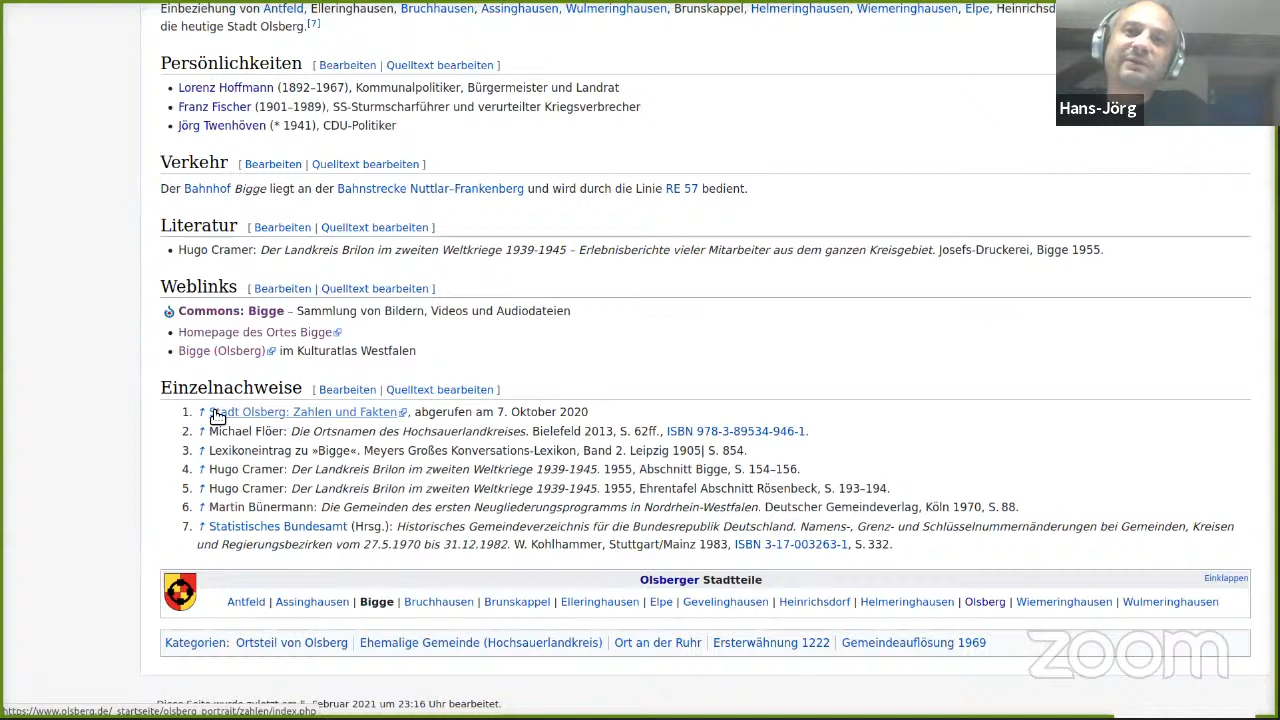 Einbeziehung von Antfeld, Elleringhausen, Bruchhausen, Assinghausen, Wulmeringhausen, Brunskappel, Helmeringhausen, Wiemeringhausen, Elpe, Heinrichsd
die heutige Stadt Olsberg.[7]
Hans-Jörg
Persönlichkeiten [ Bearbeiten | Quelltext bearbeiten ]
• Lorenz Hoffmann (1892–1967), Kommunalpolitiker, Bürgermeister und Landrat
• Franz Fischer (1901–1989), SS-Sturmscharführer und verurteilter Kriegsverbrecher
• Jörg Twenhöven (* 1941), CDU-Politiker
Verkehr [ Bearbeiten | Quelltext bearbeiten ]
Der Bahnhof Bigge liegt an der Bahnstrecke Nuttlar–Frankenberg und wird durch die Linie RE 57 bedient.
Literatur [ Bearbeiten | Quelltext bearbeiten ]
• Hugo Cramer: Der Landkreis Brilon im zweiten Weltkriege 1939-1945 – Erlebnisberichte vieler Mitarbeiter aus dem ganzen Kreisgebiet. Josefs-Druckerei, Bigge 1955.
Weblinks [ Bearbeiten | Quelltext bearbeiten ]
Commons: Bigge – Sammlung von Bildern, Videos und Audiodateien
• Homepage des Ortes Bigge
• Bigge (Olsberg) im Kulturatlas Westfalen
Einzelnachweise [ Bearbeiten | Quelltext bearbeiten ]
1. ↑ Stadt Olsberg: Zahlen und Fakten, abgerufen am 7. Oktober 2020
2. ↑ Michael Flöer: Die Ortsnamen des Hochsauerlandkreises. Bielefeld 2013, S. 62ff., ISBN 978-3-89534-946-1.
3. ↑ Lexikoneintrag zu »Bigge«. Meyers Großes Konversations-Lexikon, Band 2. Leipzig 1905| S. 854.
4. ↑ Hugo Cramer: Der Landkreis Brilon im zweiten Weltkriege 1939-1945. 1955, Abschnitt Bigge, S. 154–156.
5. ↑ Hugo Cramer: Der Landkreis Brilon im zweiten Weltkriege 1939-1945. 1955, Ehrentafel Abschnitt Rösenbeck, S. 193–194.
6. ↑ Martin Bünermann: Die Gemeinden des ersten Neugliederungsprogramms in Nordrhein-Westfalen. Deutscher Gemeindeverlag, Köln 1970, S. 88.
7. ↑ Statistisches Bundesamt (Hrsg.): Historisches Gemeindeverzeichnis für die Bundesrepublik Deutschland. Namens-, Grenz- und Schlüsselnummernänderungen bei Gemeinden, Kreisen
und Regierungsbezirken vom 27.5.1970 bis 31.12.1982. W. Kohlhammer, Stuttgart/Mainz 1983, ISBN 3-17-003263-1, S. 332.
Olsberger Stadtteile Einklappen
Antfeld | Assinghausen | Bigge | Bruchhausen | Brunskappel | Elleringhausen | Elpe | Gevelinghausen | Heinrichsdorf | Helmeringhausen | Olsberg | Wiemeringhausen | Wulmeringhausen
Kategorien: Ortsteil von Olsberg | Ehemalige Gemeinde (Hochsauerlandkreis) | Ort an der Ruhr | Ersterwähnung 1222 | Gemeindeauflösung 1969
zoom
Diese Seite wurde zuletzt am 5. Februar 2021 um 23:16 Uhr bearbeitet.
https://www.olsberg.de/_startseite/olsberg_portrait/zahlen/index.php